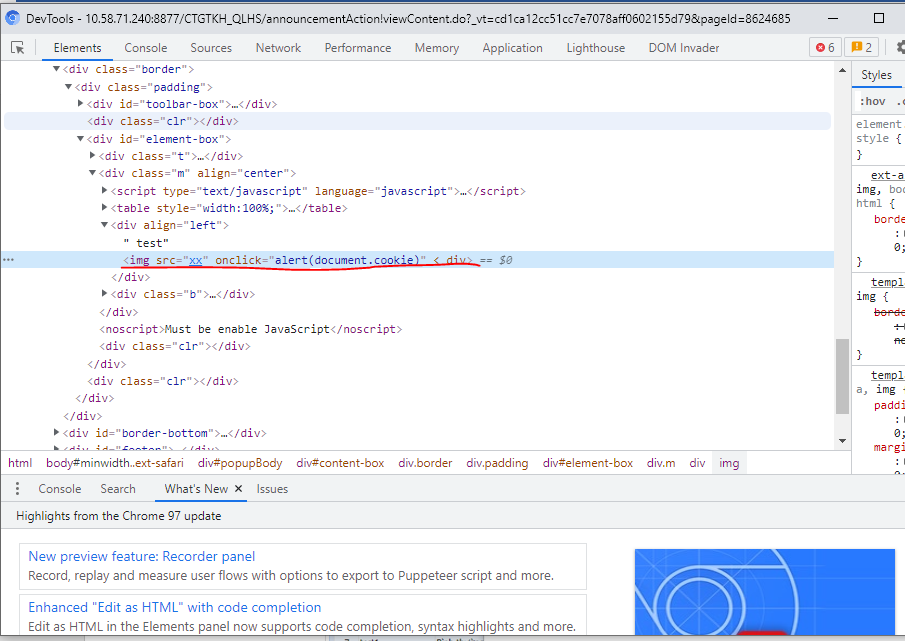 DevTools - 10.58.71.240:8877/CTGTKH_QLHS/announcementAction!viewContent.do?_vt=cd1ca12cc51cc7e7078aff0602155d79&pageId=8624685
Elements Console Sources Network Performance Memory Application Lighthouse DOM Invader 6 2
▼<div class="border">
▼<div class="padding">
▶<div id="toolbar-box">…</div>
<div class="clr"></div>
▼<div id="element-box">
▶<div class="t">…</div>
▼<div class="m" align="center">
▶<script type="text/javascript" language="javascript">…</script>
▶<table style="width:100%;">…</table>
▼<div align="left">
" test"
<img src="xx" onclick="alert(document.cookie)" < div> == $0
</div>
▶<div class="b">…</div>
</div>
<noscript>Must be enable JavaScript</noscript>
<div class="clr"></div>
</div>
<div class="clr"></div>
</div>
</div>
▶<div id="border-bottom">…</div>
▶<div id="footer">…</div>
html body#minwidth..ext-safari div#popupBody div#content-box div.border div.padding div#element-box div.m div img
Styles
:hov .c
element.
style {
}
ext-a
img, bod
html {
borde
:
0;
}
templ
img {
borde
:
no
}
templ
a, img
paddi
:
0;
margi
:
Console Search What's New × Issues
Highlights from the Chrome 97 update
New preview feature: Recorder panel
Record, replay and measure user flows with options to export to Puppeteer script and more.
Enhanced "Edit as HTML" with code completion
Edit as HTML in the Elements panel now supports code completion, syntax highlights and more.